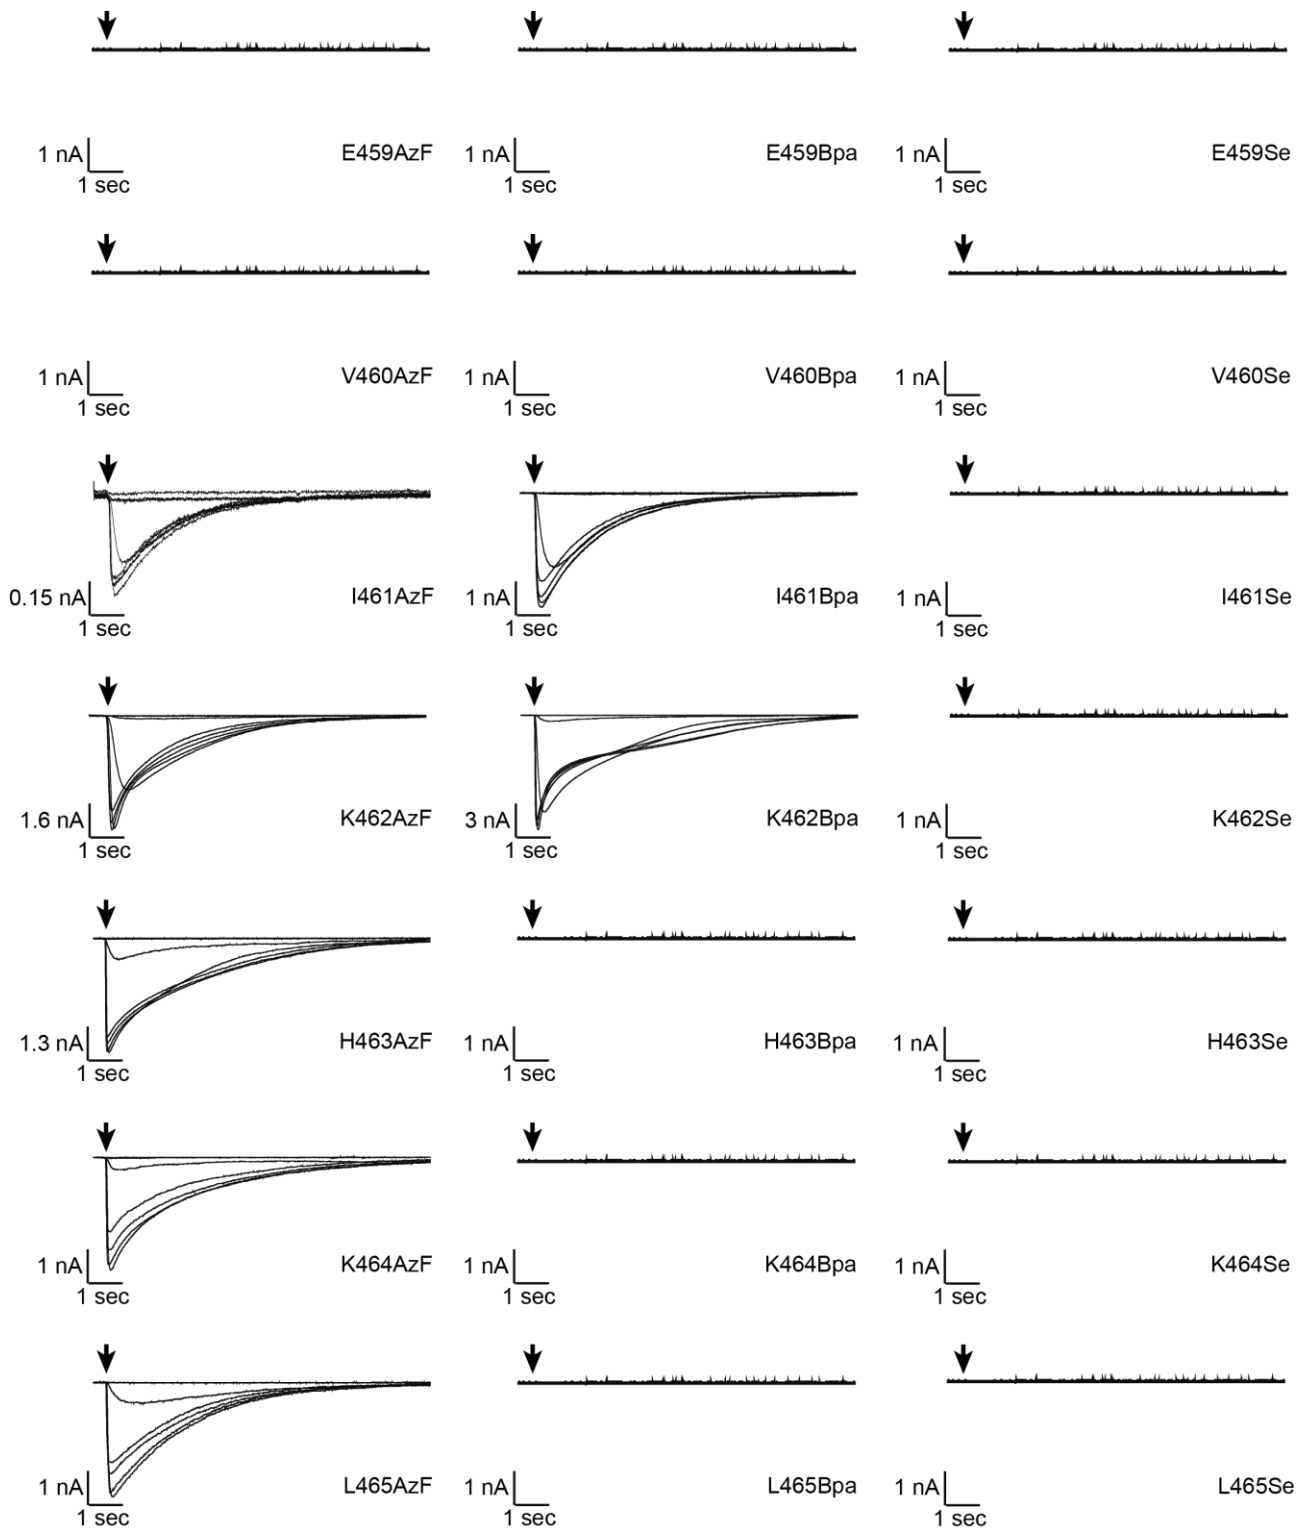 1 nA E459AzF 1 nA E459Bpa 1 nA E459Se
1 sec 1 sec 1 sec
1 nA V460AzF 1 nA V460Bpa 1 nA V460Se
1 sec 1 sec 1 sec
0.15 nA I461AzF 1 nA I461Bpa 1 nA I461Se
1 sec 1 sec 1 sec
1.6 nA K462AzF 3 nA K462Bpa 1 nA K462Se
1 sec 1 sec 1 sec
1.3 nA H463AzF 1 nA H463Bpa 1 nA H463Se
1 sec 1 sec 1 sec
1 nA K464AzF 1 nA K464Bpa 1 nA K464Se
1 sec 1 sec 1 sec
1 nA L465AzF 1 nA L465Bpa 1 nA L465Se
1 sec 1 sec 1 sec